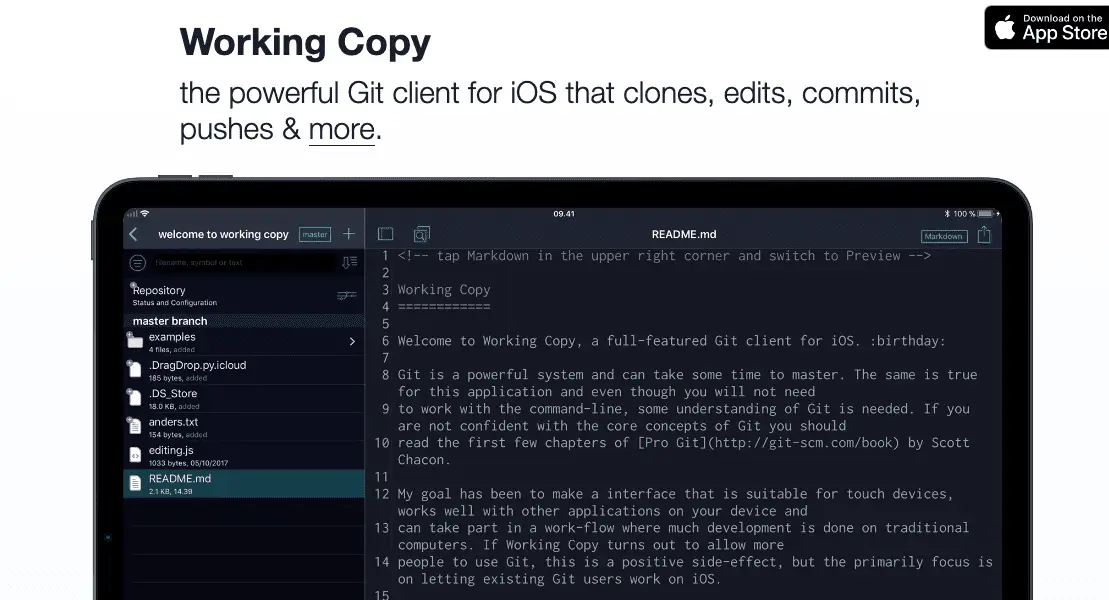 Working Copy
the powerful Git client for iOS that clones, edits, commits,
pushes & more.
Download on the
App Store
09.41
100 %
welcome to working copy
master
README.md
Markdown
Filename, symbol or text
Repository
Status and Configuration
master branch
examples
4 files, added
.DragDrop.py.icloud
185 bytes, added
.DS_Store
18.0 KB, added
anders.txt
154 bytes, added
editing.js
1033 bytes, 05/10/2017
README.md
2.1 KB, 14.39
1 <!-- tap Markdown in the upper right corner and switch to Preview -->
2
3 Working Copy
4 ============
5
6 Welcome to Working Copy, a full-featured Git client for iOS. :birthday:
7
8 Git is a powerful system and can take some time to master. The same is true
for this application and even though you will not need
9 to work with the command-line, some understanding of Git is needed. If you
are not confident with the core concepts of Git you should
10 read the first few chapters of [Pro Git](http://git-scm.com/book) by Scott
Chacon.
11
12 My goal has been to make a interface that is suitable for touch devices,
works well with other applications on your device and
13 can take part in a work-flow where much development is done on traditional
computers. If Working Copy turns out to allow more
14 people to use Git, this is a positive side-effect, but the primarily focus is
on letting existing Git users work on iOS.
15